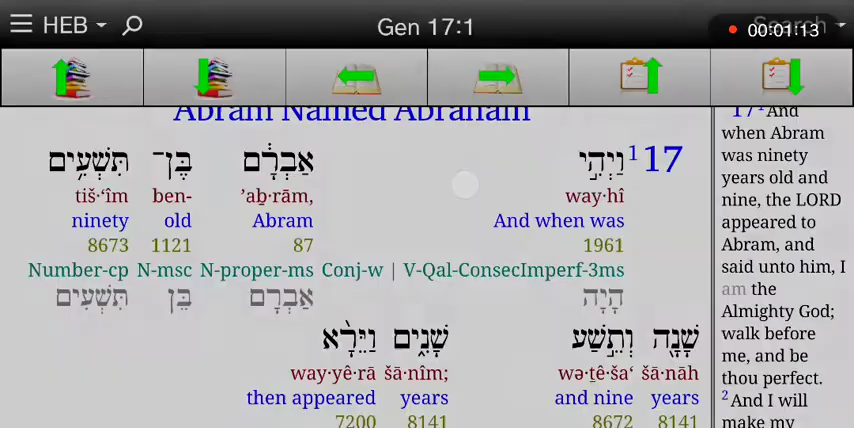 HEB Gen 17:1 00:01:13
Abram Named Abraham
17 1 וַיְהִ֣י אַבְרָ֔ם בֶּן־ תִּשְׁעִ֥ים
way·hî ’aḇ·rām, ben- tiš·‘îm
And when was Abram old ninety
1961 87 1121 8673
Conj-w | V-Qal-ConsecImperf-3ms N-proper-ms N-msc Number-cp
הָיָה אַבְרָם בֵּן תִּשְׁעִים
שָׁנָ֖ה וְתֵ֣שַׁע שָׁנִ֑ים וַיֵּרָ֨א
šā·nāh wə·ṯê·ša‘ šā·nîm; way·yê·rā
years and nine years then appeared
8141 8672 8141 7200
17 1 And
when Abram
was ninety
years old and
nine, the LORD
appeared to
Abram, and
said unto him, I
am the
Almighty God;
walk before
me, and be
thou perfect.
2 And I will
make my